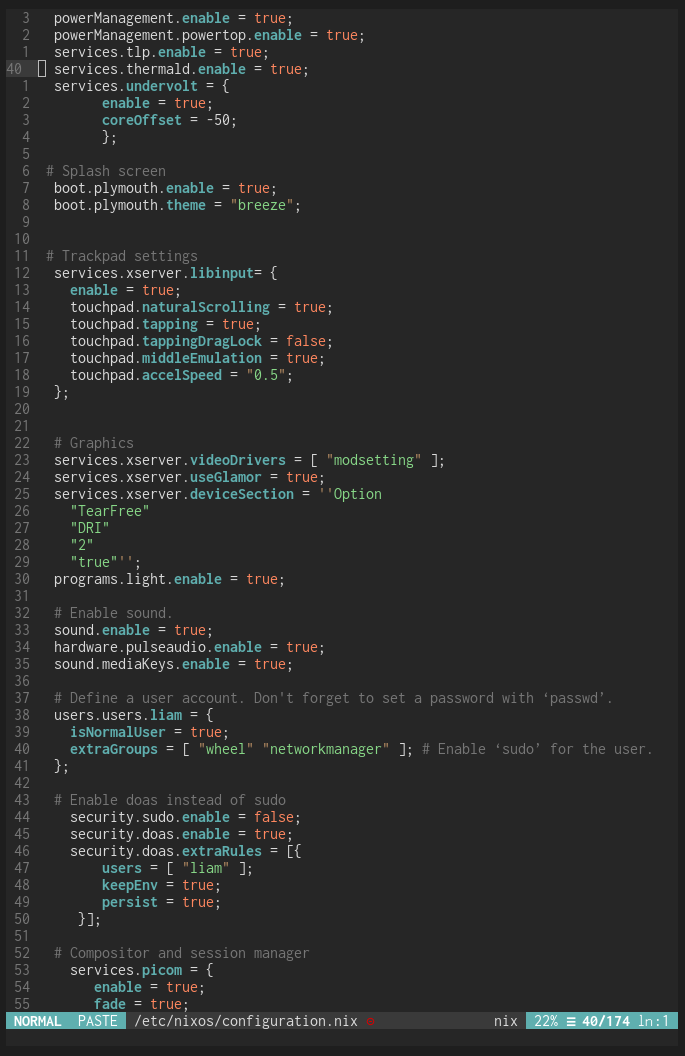 3 powerManagement.enable = true;
2 powerManagement.powertop.enable = true;
1 services.tlp.enable = true;
40 services.thermald.enable = true;
1 services.undervolt = {
2 enable = true;
3 coreOffset = -50;
4 };
5
6 # Splash screen
7 boot.plymouth.enable = true;
8 boot.plymouth.theme = "breeze";
9
10
11 # Trackpad settings
12 services.xserver.libinput= {
13 enable = true;
14 touchpad.naturalScrolling = true;
15 touchpad.tapping = true;
16 touchpad.tappingDragLock = false;
17 touchpad.middleEmulation = true;
18 touchpad.accelSpeed = "0.5";
19 };
20
21
22 # Graphics
23 services.xserver.videoDrivers = [ "modsetting" ];
24 services.xserver.useGlamor = true;
25 services.xserver.deviceSection = ''Option
26 "TearFree"
27 "DRI"
28 "2"
29 "true"'';
30 programs.light.enable = true;
31
32 # Enable sound.
33 sound.enable = true;
34 hardware.pulseaudio.enable = true;
35 sound.mediaKeys.enable = true;
36
37 # Define a user account. Don't forget to set a password with ‘passwd’.
38 users.users.liam = {
39 isNormalUser = true;
40 extraGroups = [ "wheel" "networkmanager" ]; # Enable ‘sudo’ for the user.
41 };
42
43 # Enable doas instead of sudo
44 security.sudo.enable = false;
45 security.doas.enable = true;
46 security.doas.extraRules = [{
47 users = [ "liam" ];
48 keepEnv = true;
49 persist = true;
50 }];
51
52 # Compositor and session manager
53 services.picom = {
54 enable = true;
55 fade = true;
NORMAL PASTE /etc/nixos/configuration.nix = nix 22% ☰ 40/174 ln:1